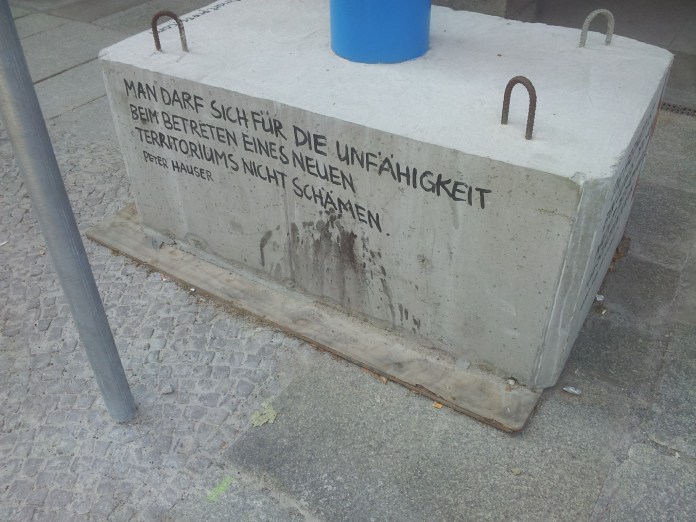 MAN DARF SICH FÜR DIE UNFÄHIGKEIT
BEIM BETRETEN EINES NEUEN
TERRITORIUMS NICHT SCHÄMEN.
PETER HAUSER